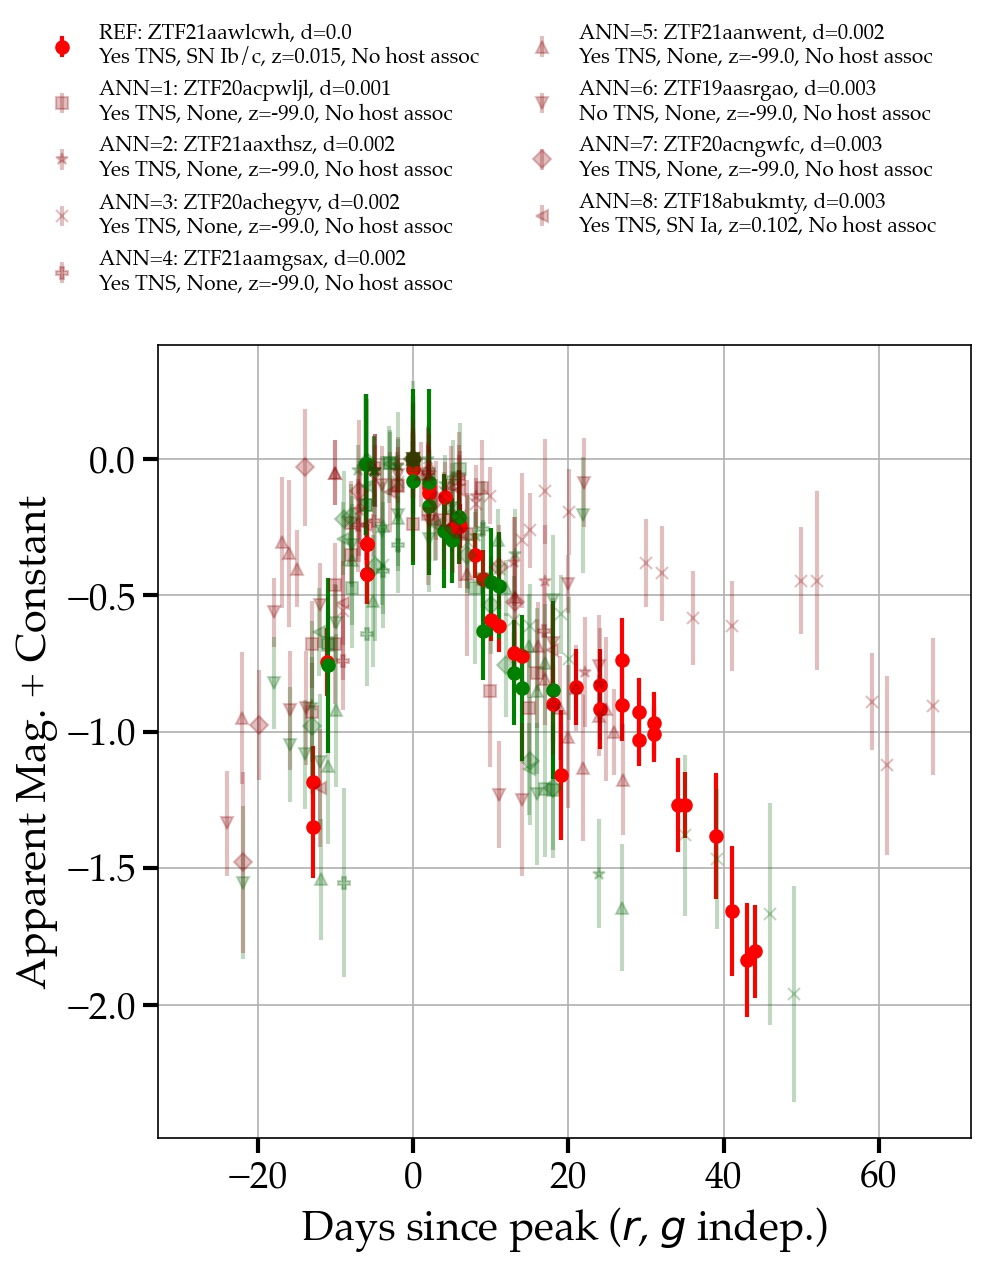 REF: ZTF21aawlcwh, d=0.0
Yes TNS, SN Ib/c, z=0.015, No host assoc
ANN=1: ZTF20acpwljl, d=0.001
Yes TNS, None, z=-99.0, No host assoc
ANN=2: ZTF21aaxthsz, d=0.002
Yes TNS, None, z=-99.0, No host assoc
ANN=3: ZTF20achegyv, d=0.002
Yes TNS, None, z=-99.0, No host assoc
ANN=4: ZTF21aamgsax, d=0.002
Yes TNS, None, z=-99.0, No host assoc
ANN=5: ZTF21aanwent, d=0.002
Yes TNS, None, z=-99.0, No host assoc
ANN=6: ZTF19aasrgao, d=0.003
No TNS, None, z=-99.0, No host assoc
ANN=7: ZTF20acngwfc, d=0.003
Yes TNS, None, z=-99.0, No host assoc
ANN=8: ZTF18abukmty, d=0.003
Yes TNS, SN Ia, z=0.102, No host assoc
Apparent Mag. + Constant
0.0
−0.5
−1.0
−1.5
−2.0
−20 0 20 40 60
Days since peak (r, g indep.)